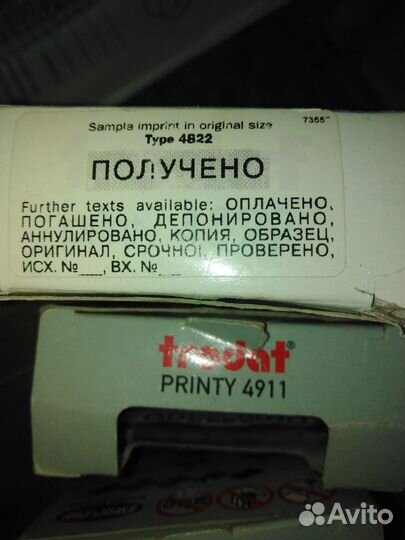 Sample imprint in original size
7355
Type 4822
ПОЛУЧЕНО
Further texts available: ОПЛАЧЕНО,
ПОГАШЕНО, ДЕПОНИРОВАНО,
АННУЛИРОВАНО, КОПИЯ, ОБРАЗЕЦ,
ОРИГИНАЛ, СРОЧНО! ПРОВЕРЕНО,
ИСХ. №___, ВХ. №___
trodat®
PRINTY 4911
Avito